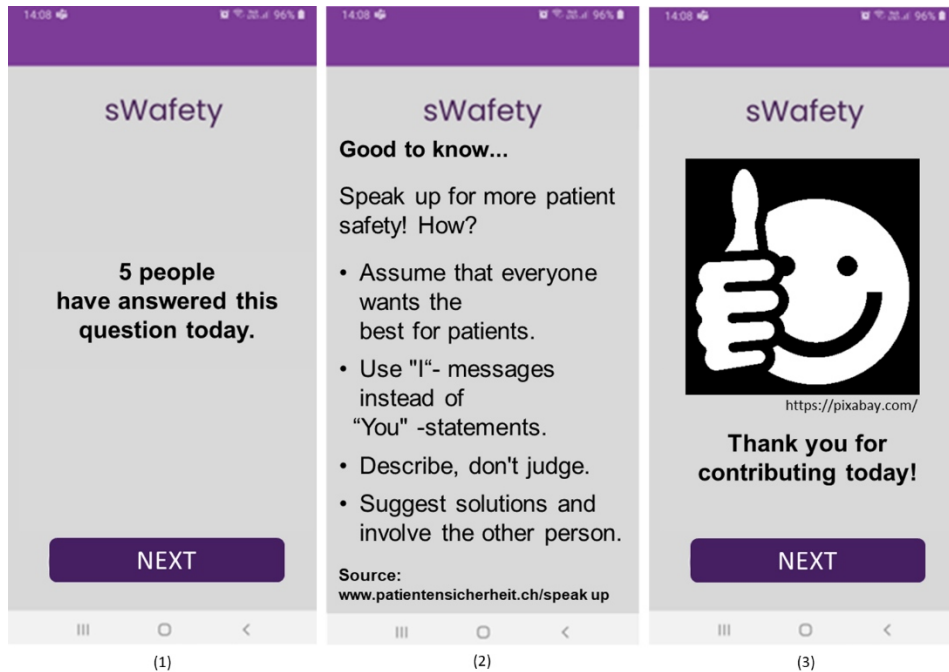 14:08
96%
sWafety
5 people
have answered this
question today.
NEXT
(1)
14:08
96%
sWafety
Good to know...
Speak up for more patient
safety! How?
• Assume that everyone
wants the
best for patients.
• Use "I“- messages
instead of
“You" -statements.
• Describe, don't judge.
• Suggest solutions and
involve the other person.
Source:
www.patientensicherheit.ch/speak up
(2)
14:08
96%
sWafety
https://pixabay.com/
Thank you for
contributing today!
NEXT
(3)